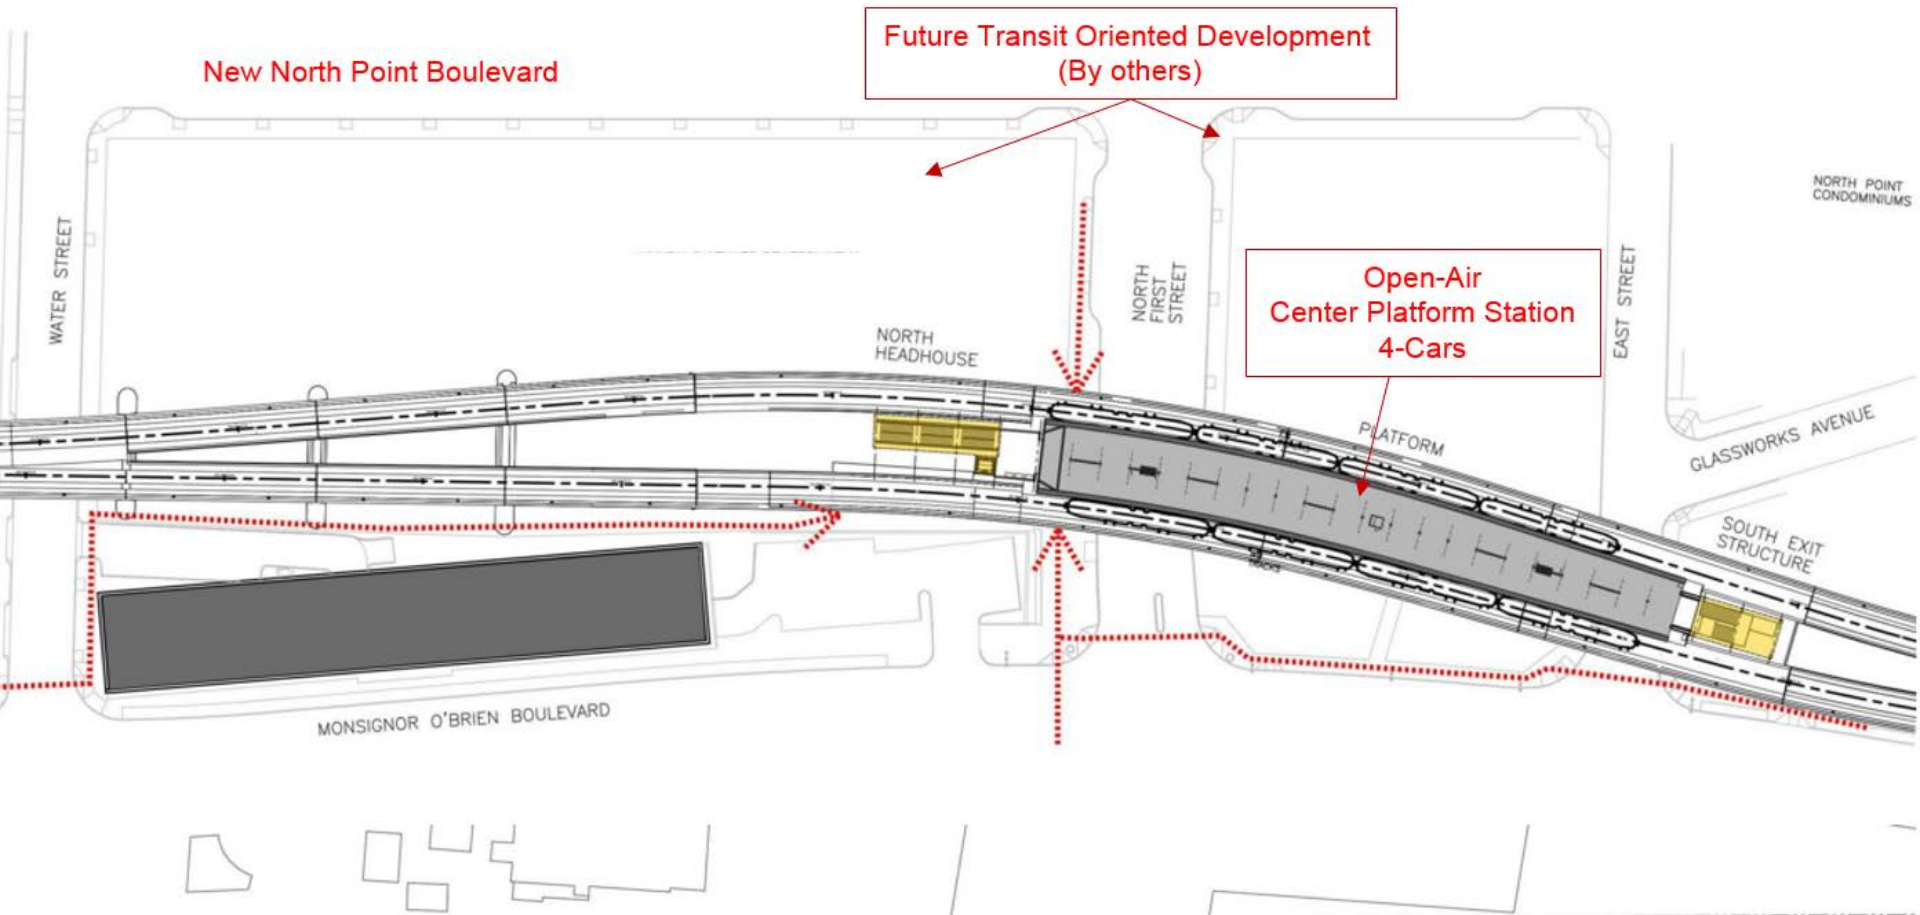 Future Transit Oriented Development
(By others)
New North Point Boulevard
NORTH POINT
CONDOMINIUMS
WATER STREET
NORTH
FIRST
STREET
EAST STREET
Open-Air
Center Platform Station
4-Cars
NORTH
HEADHOUSE
PLATFORM
GLASSWORKS AVENUE
SOUTH EXIT
STRUCTURE
TRACKS
MONSIGNOR O'BRIEN BOULEVARD